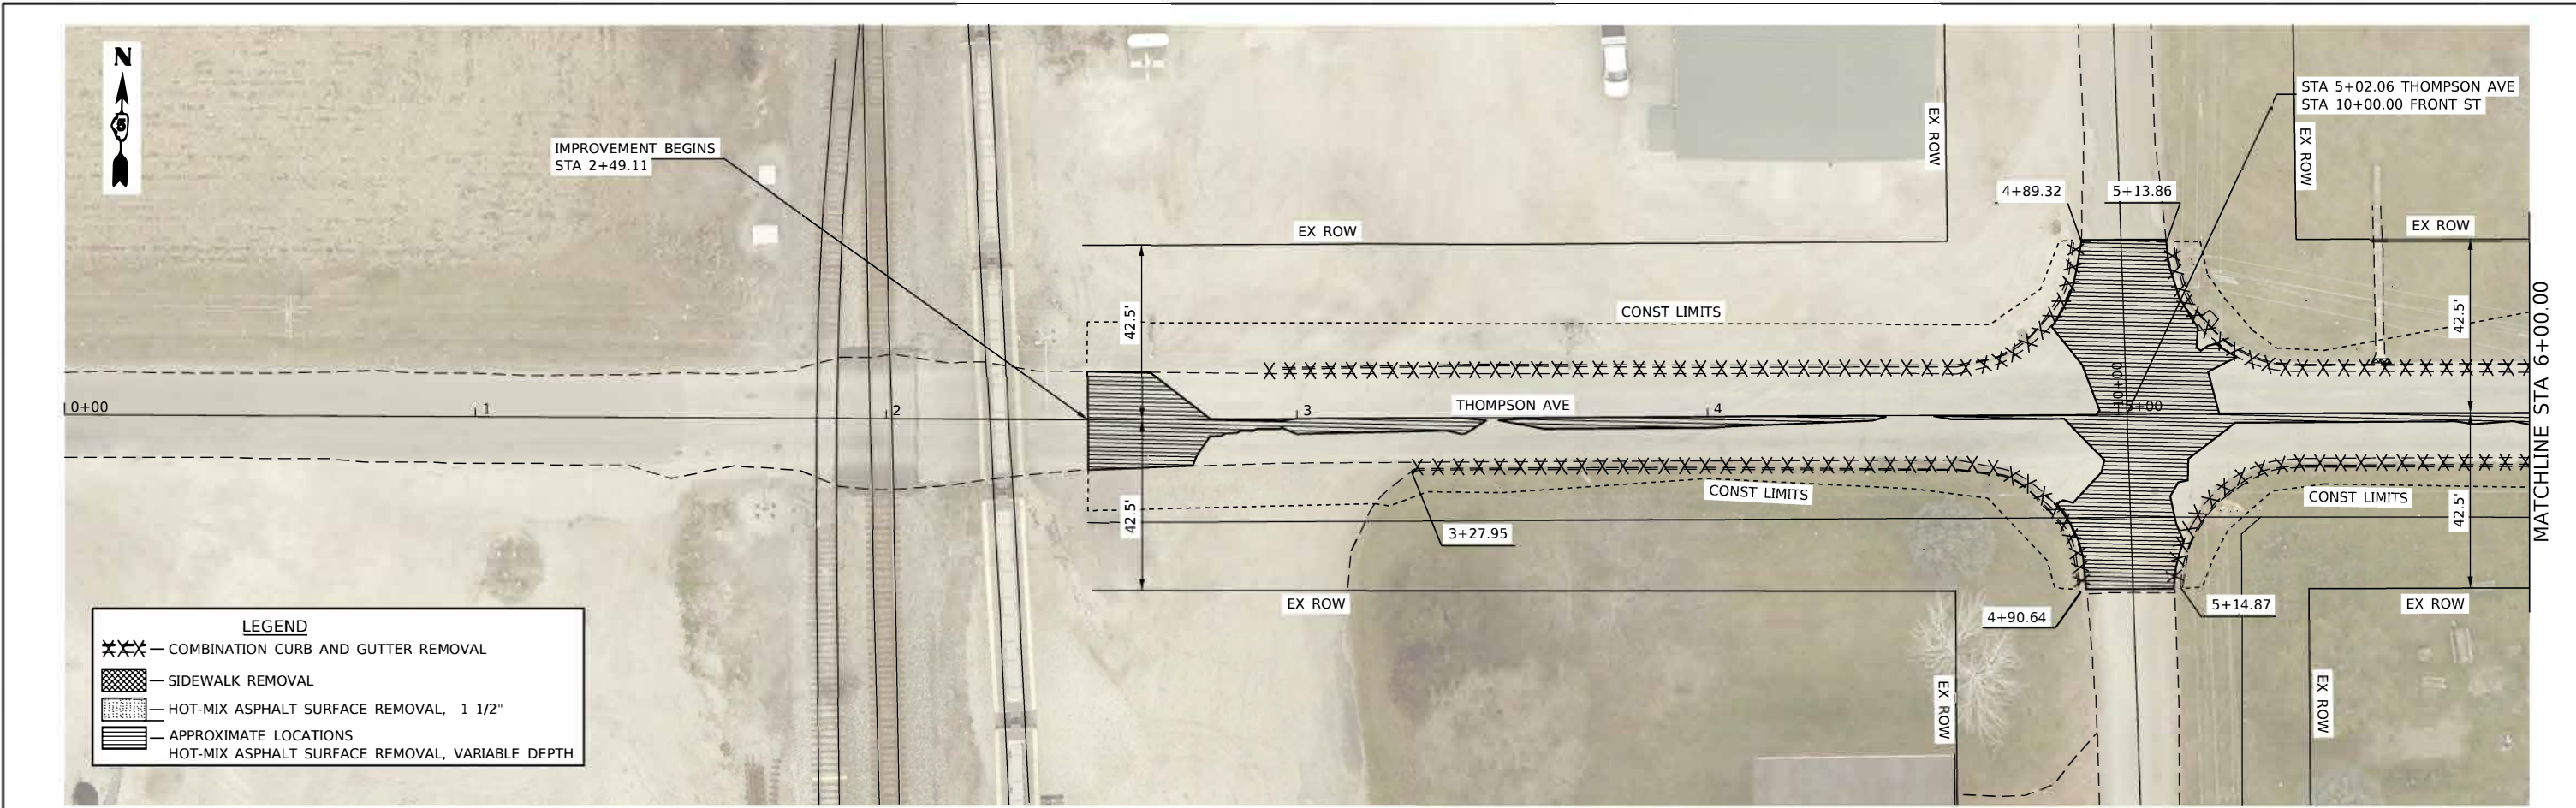 N
S
IMPROVEMENT BEGINS
STA 2+49.11
STA 5+02.06 THOMPSON AVE
STA 10+00.00 FRONT ST
EX ROW
EX ROW
4+89.32
5+13.86
EX ROW
EX ROW
42.5'
CONST LIMITS
42.5'
MATCHLINE STA 6+00.00
0+00
1
2
3
THOMPSON AVE
4
10+00
5+00
42.5'
3+27.95
CONST LIMITS
CONST LIMITS
42.5'
EX ROW
4+90.64
5+14.87
EX ROW
EX ROW
EX ROW
LEGEND
COMBINATION CURB AND GUTTER REMOVAL
SIDEWALK REMOVAL
HOT-MIX ASPHALT SURFACE REMOVAL, 1 1/2"
APPROXIMATE LOCATIONS
HOT-MIX ASPHALT SURFACE REMOVAL, VARIABLE DEPTH